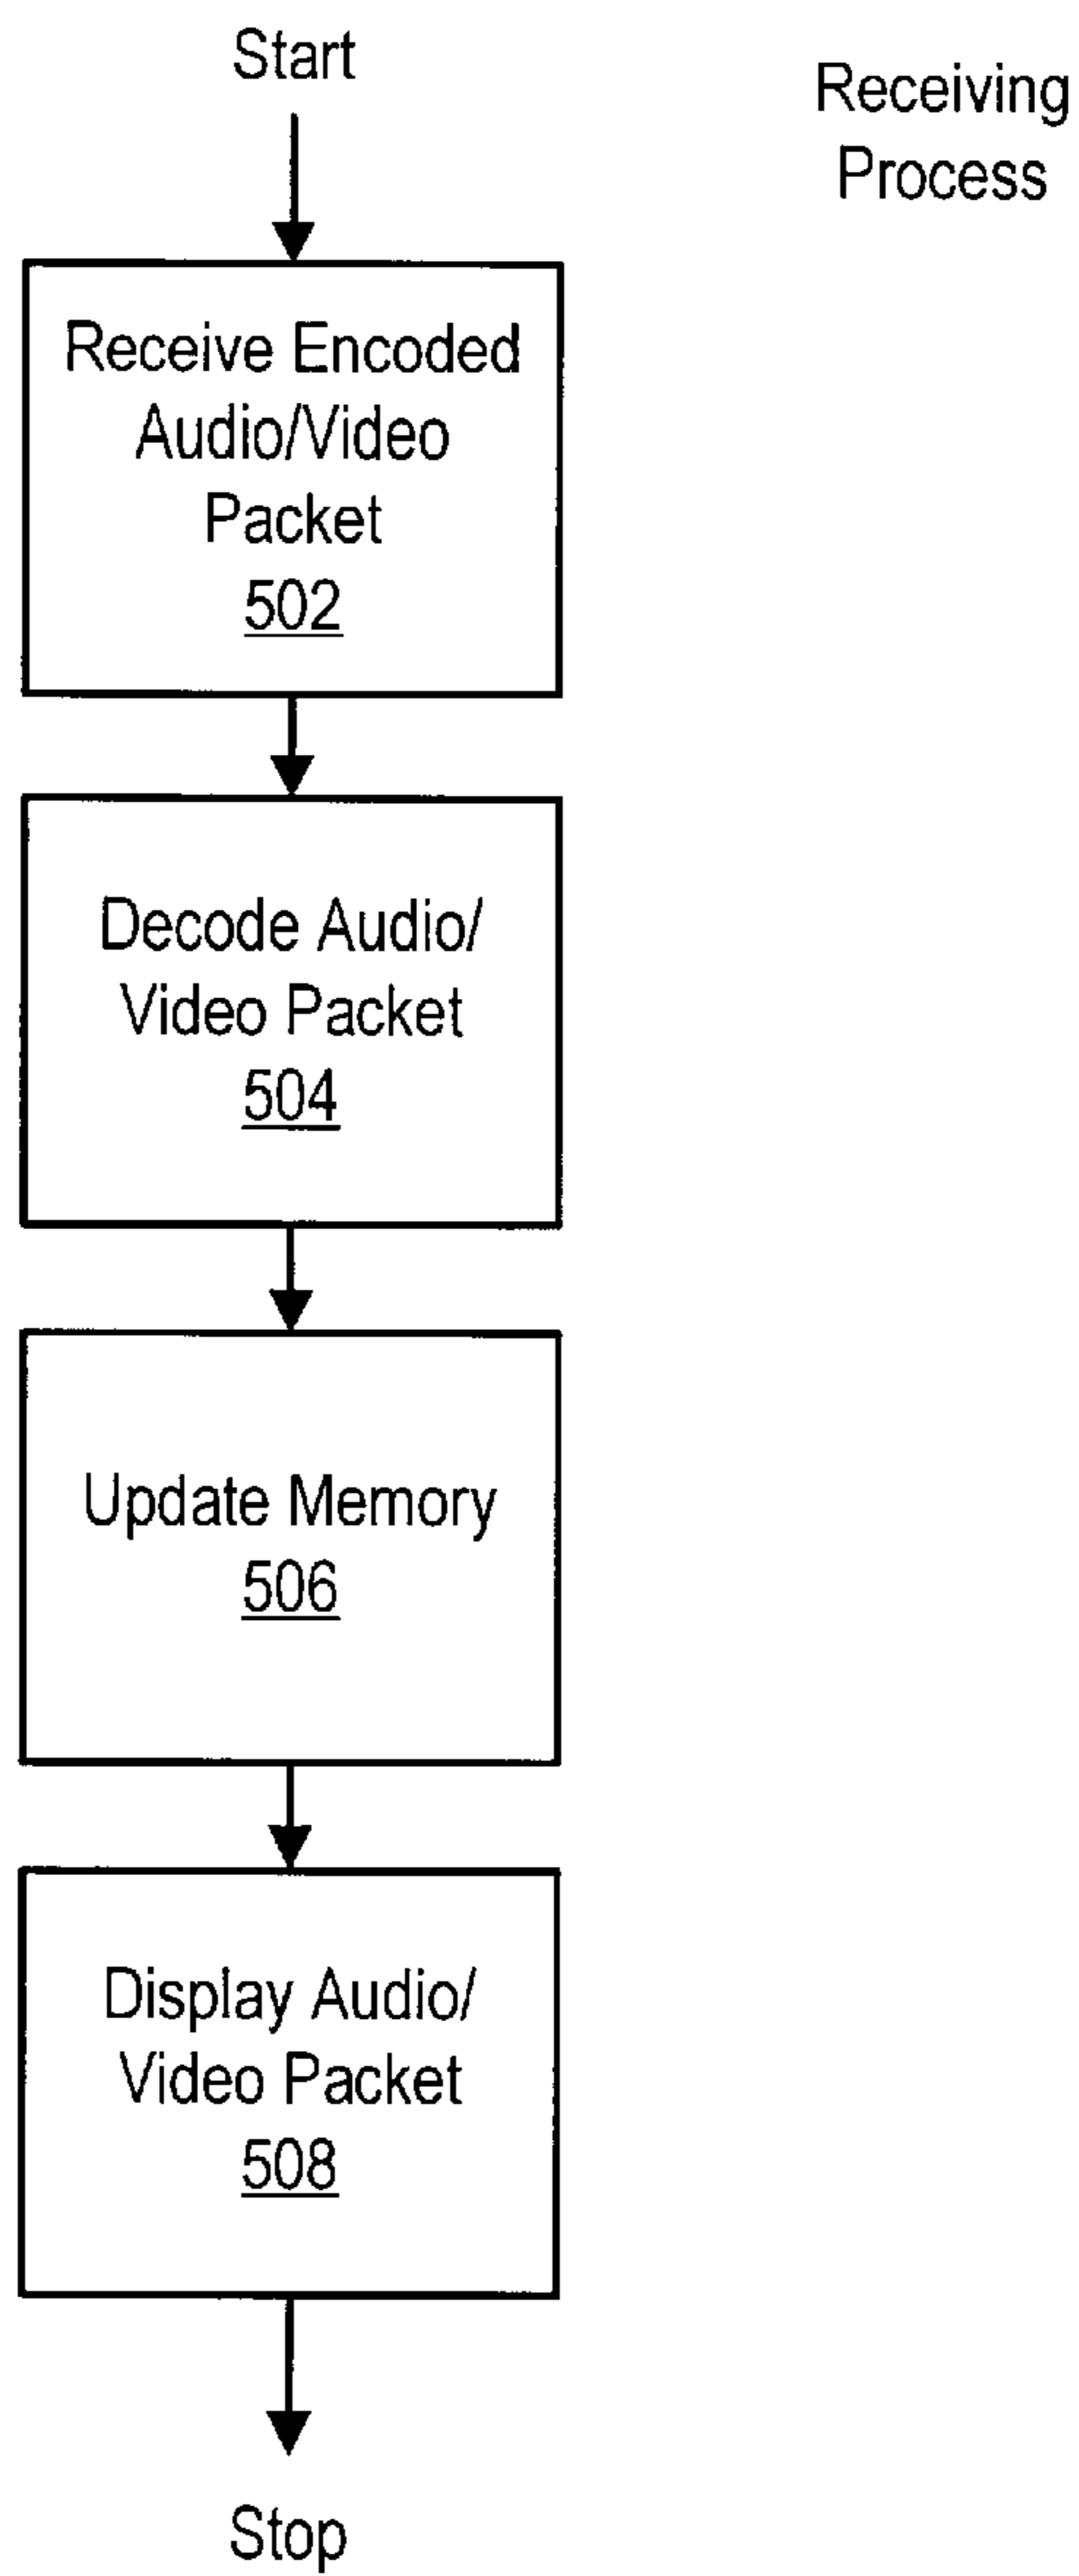 Start
Receiving
Process
Receive Encoded
Audio/Video
Packet
502
Decode Audio/
Video Packet
504
Update Memory
506
Display Audio/
Video Packet
508
Stop